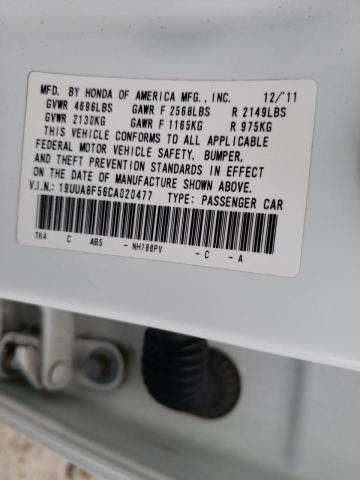 MFD. BY HONDA OF AMERICA MFG., INC. 12/'11
GVWR 4696LBS GAWR F 2568LBS R 2149LBS
GVWR 2130KG GAWR F 1165KG R 975KG
THIS VEHICLE CONFORMS TO ALL APPLICABLE
FEDERAL MOTOR VEHICLE SAFETY, BUMPER,
AND THEFT PREVENTION STANDARDS IN EFFECT
ON THE DATE OF MANUFACTURE SHOWN ABOVE.
V.I.N.: 19UUA8F56CA020477 TYPE: PASSENGER CAR
TK4 C AB5 - NH788PV - C - A